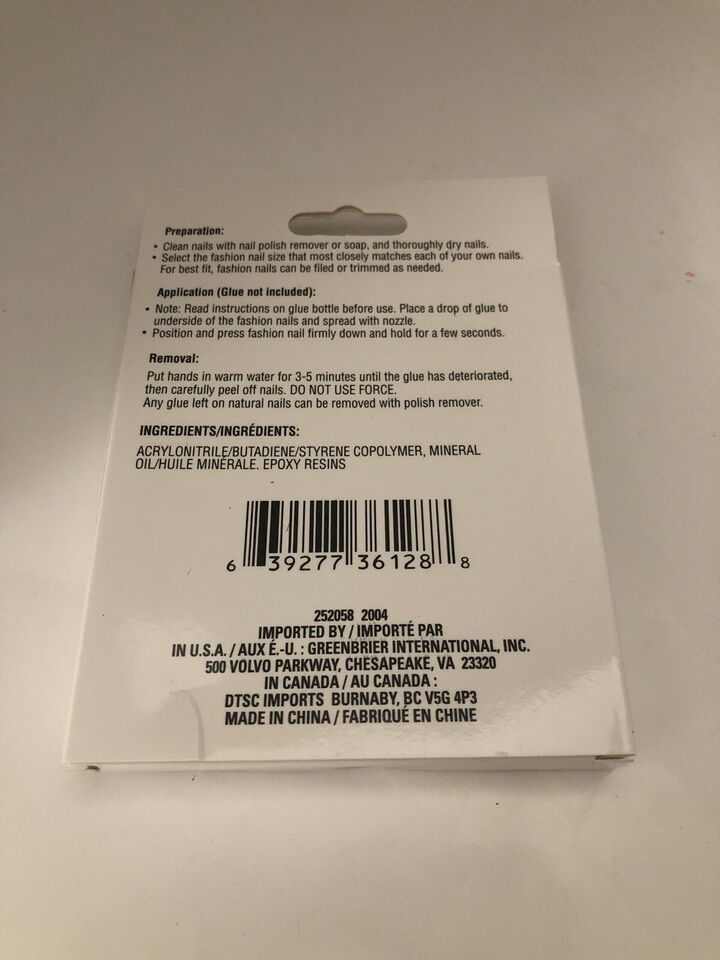 Preparation:
• Clean nails with nail polish remover or soap, and thoroughly dry nails.
• Select the fashion nail size that most closely matches each of your own nails.
For best fit, fashion nails can be filed or trimmed as needed.
Application (Glue not included):
• Note: Read instructions on glue bottle before use. Place a drop of glue to
underside of the fashion nails and spread with nozzle.
• Position and press fashion nail firmly down and hold for a few seconds.
Removal:
Put hands in warm water for 3-5 minutes until the glue has deteriorated,
then carefully peel off nails. DO NOT USE FORCE.
Any glue left on natural nails can be removed with polish remover.
INGREDIENTS/INGRÉDIENTS:
ACRYLONITRILE/BUTADIENE/STYRENE COPOLYMER, MINERAL
OIL/HUILE MINÉRALE. EPOXY RESINS
6 39277 36128 8
252058 2004
IMPORTED BY / IMPORTÉ PAR
IN U.S.A. / AUX É.-U. : GREENBRIER INTERNATIONAL, INC.
500 VOLVO PARKWAY, CHESAPEAKE, VA 23320
IN CANADA / AU CANADA :
DTSC IMPORTS BURNABY, BC V5G 4P3
MADE IN CHINA / FABRIQUÉ EN CHINE